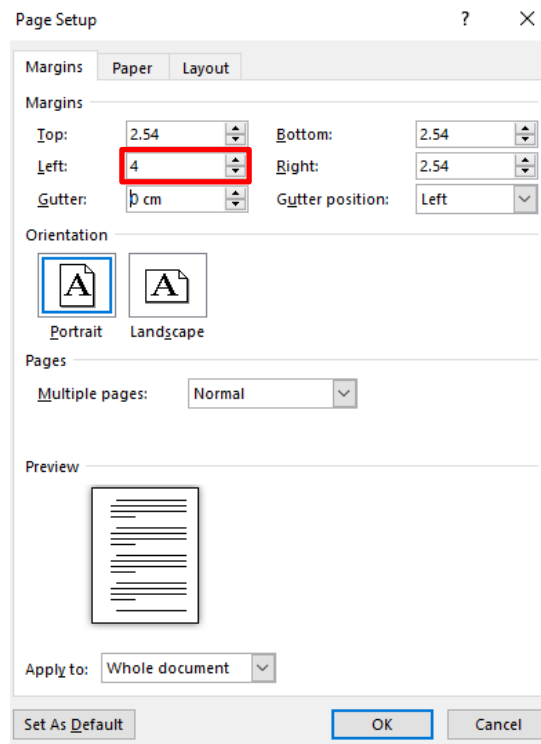 Page Setup ? ×
Margins Paper Layout
Margins
Top: 2.54 Bottom: 2.54
Left: 4 Right: 2.54
Gutter: 0 cm Gutter position: Left
Orientation
A A
Portrait Landscape
Pages
Multiple pages: Normal
Preview
Apply to: Whole document
Set As Default OK Cancel